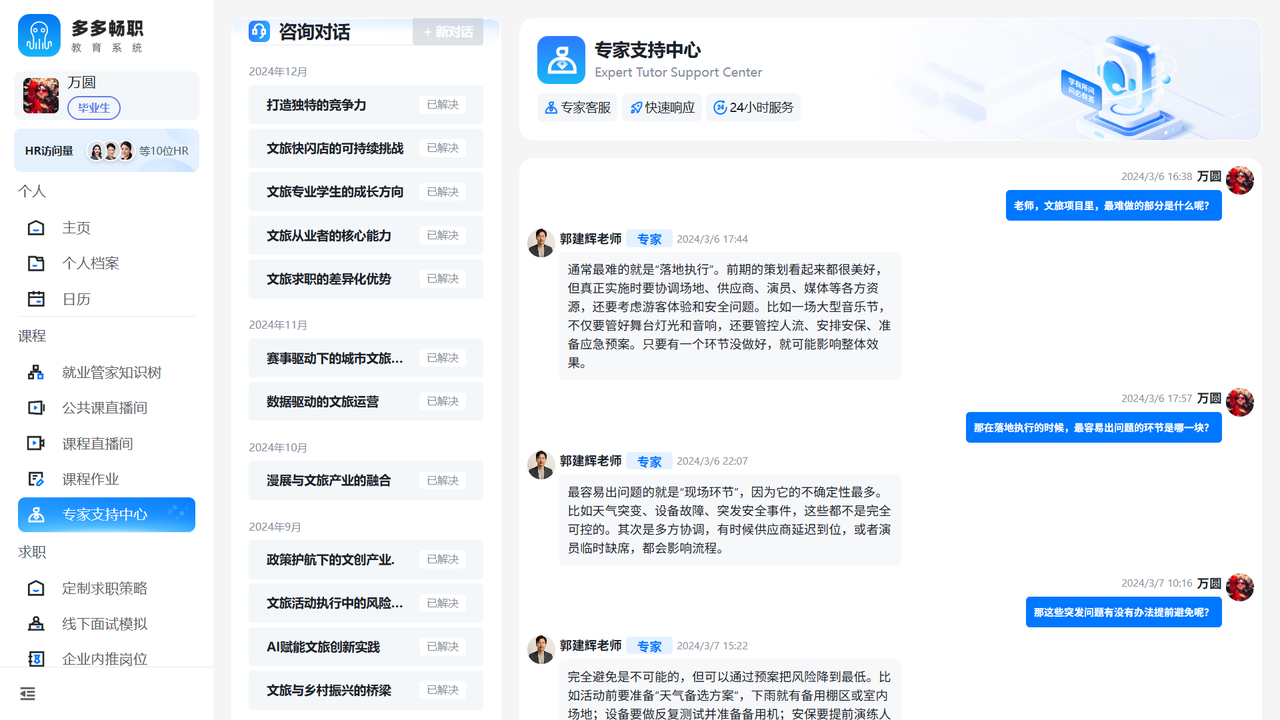 多多畅职
教育系统
万圆
毕业生
HR访问量
等10位HR
个人
主页
个人档案
日历
课程
就业管家知识树
公共课直播间
课程直播间
课程作业
专家支持中心
求职
定制求职策略
线下面试模拟
企业内推岗位
咨询对话
+ 新对话
2024年12月
打造独特的竞争力 已解决
文旅快闪店的可持续挑战 已解决
文旅专业学生的成长方向 已解决
文旅从业者的核心能力 已解决
文旅求职的差异化优势 已解决
2024年11月
赛事驱动下的城市文旅... 已解决
数据驱动的文旅运营 已解决
2024年10月
漫展与文旅产业的融合 已解决
2024年9月
政策护航下的文创产业. 已解决
文旅活动执行中的风险... 已解决
AI赋能文旅创新实践 已解决
文旅与乡村振兴的桥梁 已解决
专家支持中心
Expert Tutor Support Center
专家客服
快速响应
24小时服务
学有所问
问必有答
2024/3/6 16:38 万圆
老师，文旅项目里，最难做的部分是什么呢？
郭建辉老师 专家 2024/3/6 17:44
通常最难的就是“落地执行”。前期的策划看起来都很美好，
但真正实施时要协调场地、供应商、演员、媒体等各方资
源，还要考虑游客体验和安全问题。比如一场大型音乐节，
不仅要管好舞台灯光和音响，还要管控人流、安排安保、准
备应急预案。只要有一个环节没做好，就可能影响整体效
果。
2024/3/6 17:57 万圆
那在落地执行的时候，最容易出问题的环节是哪一块？
郭建辉老师 专家 2024/3/6 22:07
最容易出问题的就是“现场环节”，因为它的不确定性最多。
比如天气突变、设备故障、突发安全事件，这些都不是完全
可控的。其次是多方协调，有时候供应商延迟到位，或者演
员临时缺席，都会影响流程。
2024/3/7 10:16 万圆
那这些突发问题有没有办法提前避免呢？
郭建辉老师 专家 2024/3/7 15:22
完全避免是不可能的，但可以通过预案把风险降到最低。比
如活动前要准备“天气备选方案”，下雨就有备用棚区或室内
场地；设备要做反复测试并准备备用机；安保要提前演练人